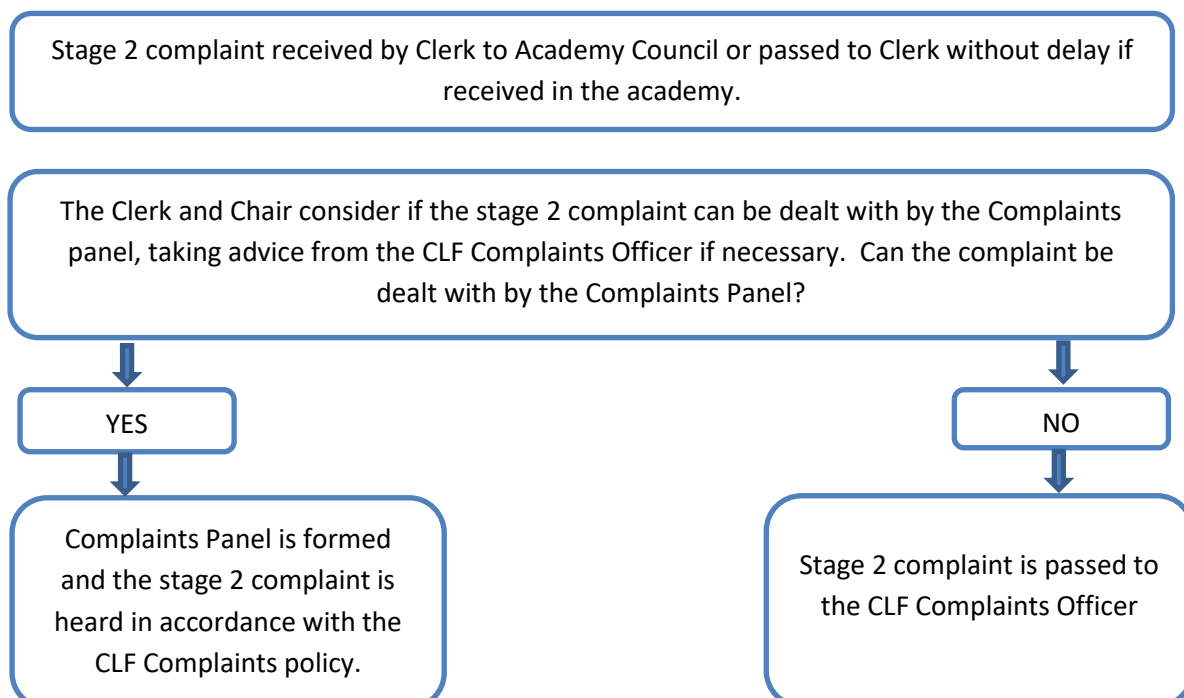 Stage 2 complaint received by Clerk to Academy Council or passed to Clerk without delay if
received in the academy.
The Clerk and Chair consider if the stage 2 complaint can be dealt with by the Complaints
panel, taking advice from the CLF Complaints Officer if necessary.  Can the complaint be
dealt with by the Complaints Panel?
YES
NO
Complaints Panel is formed
and the stage 2 complaint is
heard in accordance with the
CLF Complaints policy.
Stage 2 complaint is passed to
the CLF Complaints Officer